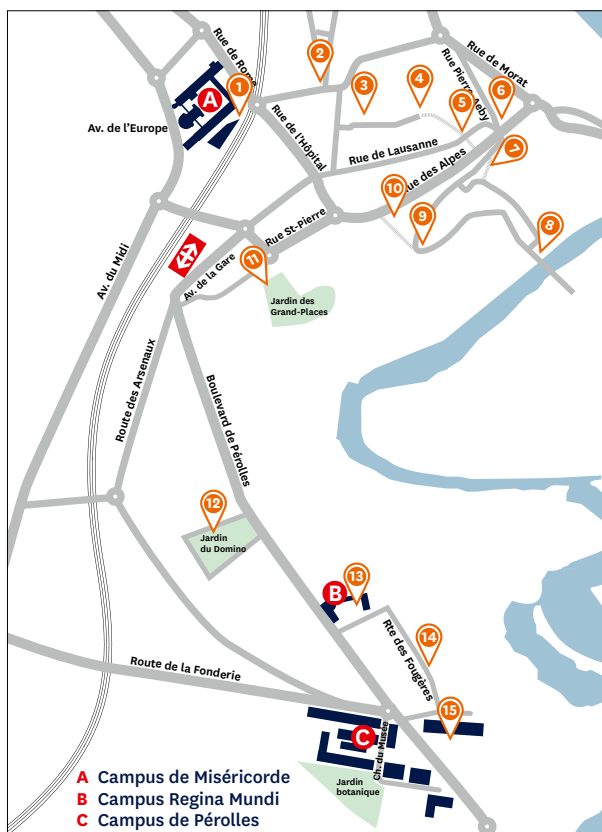 Rue de Rome
2
Rue de Morat
3
4
Rue Pierre-Aeby
6
A
1
5
Av. de l'Europe
Rue de l'Hôpital
Rue de Lausanne
7
Rue des Alpes
10
9
8
Rue St-Pierre
Av. du Midi
Av. de la Gare
11
Jardin des
Grand-Places
Route des Arsenaux
Boulevard de Pérolles
12
Jardin
du Domino
B
13
Rte des Fougères
14
Route de la Fonderie
15
C
Ch. du Musée
Jardin
botanique
A Campus de Miséricorde
B Campus Regina Mundi
C Campus de Pérolles